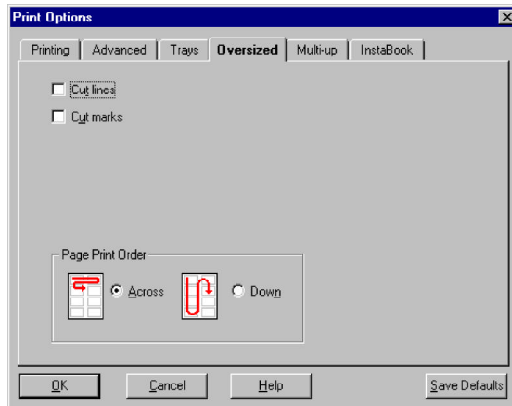 Print Options
Printing Advanced Trays Oversized Multi-up InstaBook
Cut lines
Cut marks
Page Print Order
Across Down
OK Cancel Help Save Defaults